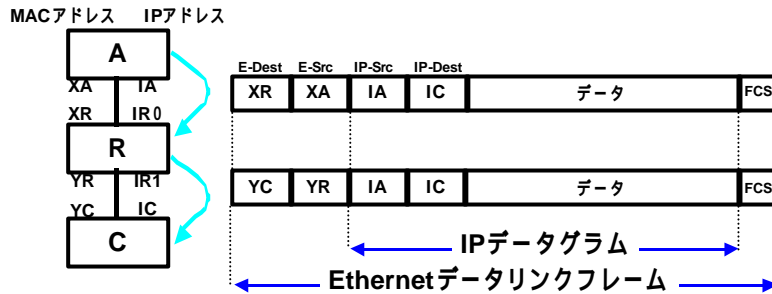 MACアドレス IPアドレス
A
XA IA
XR IR0
R
YR IR1
YC IC
C
E-Dest E-Src IP-Src IP-Dest
XR XA IA IC データ FCS
YC YR IA IC データ FCS
IPデータグラム
Ethernetデータリンクフレーム